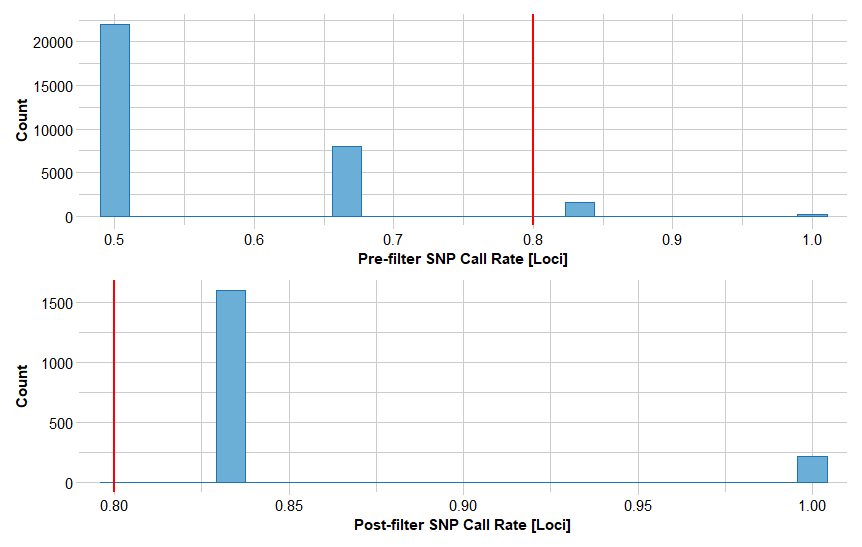 Count
20000
15000
10000
5000
0
0.5 0.6 0.7 0.8 0.9 1.0
Pre-filter SNP Call Rate [Loci]
Count
1500
1000
500
0
0.80 0.85 0.90 0.95 1.00
Post-filter SNP Call Rate [Loci]